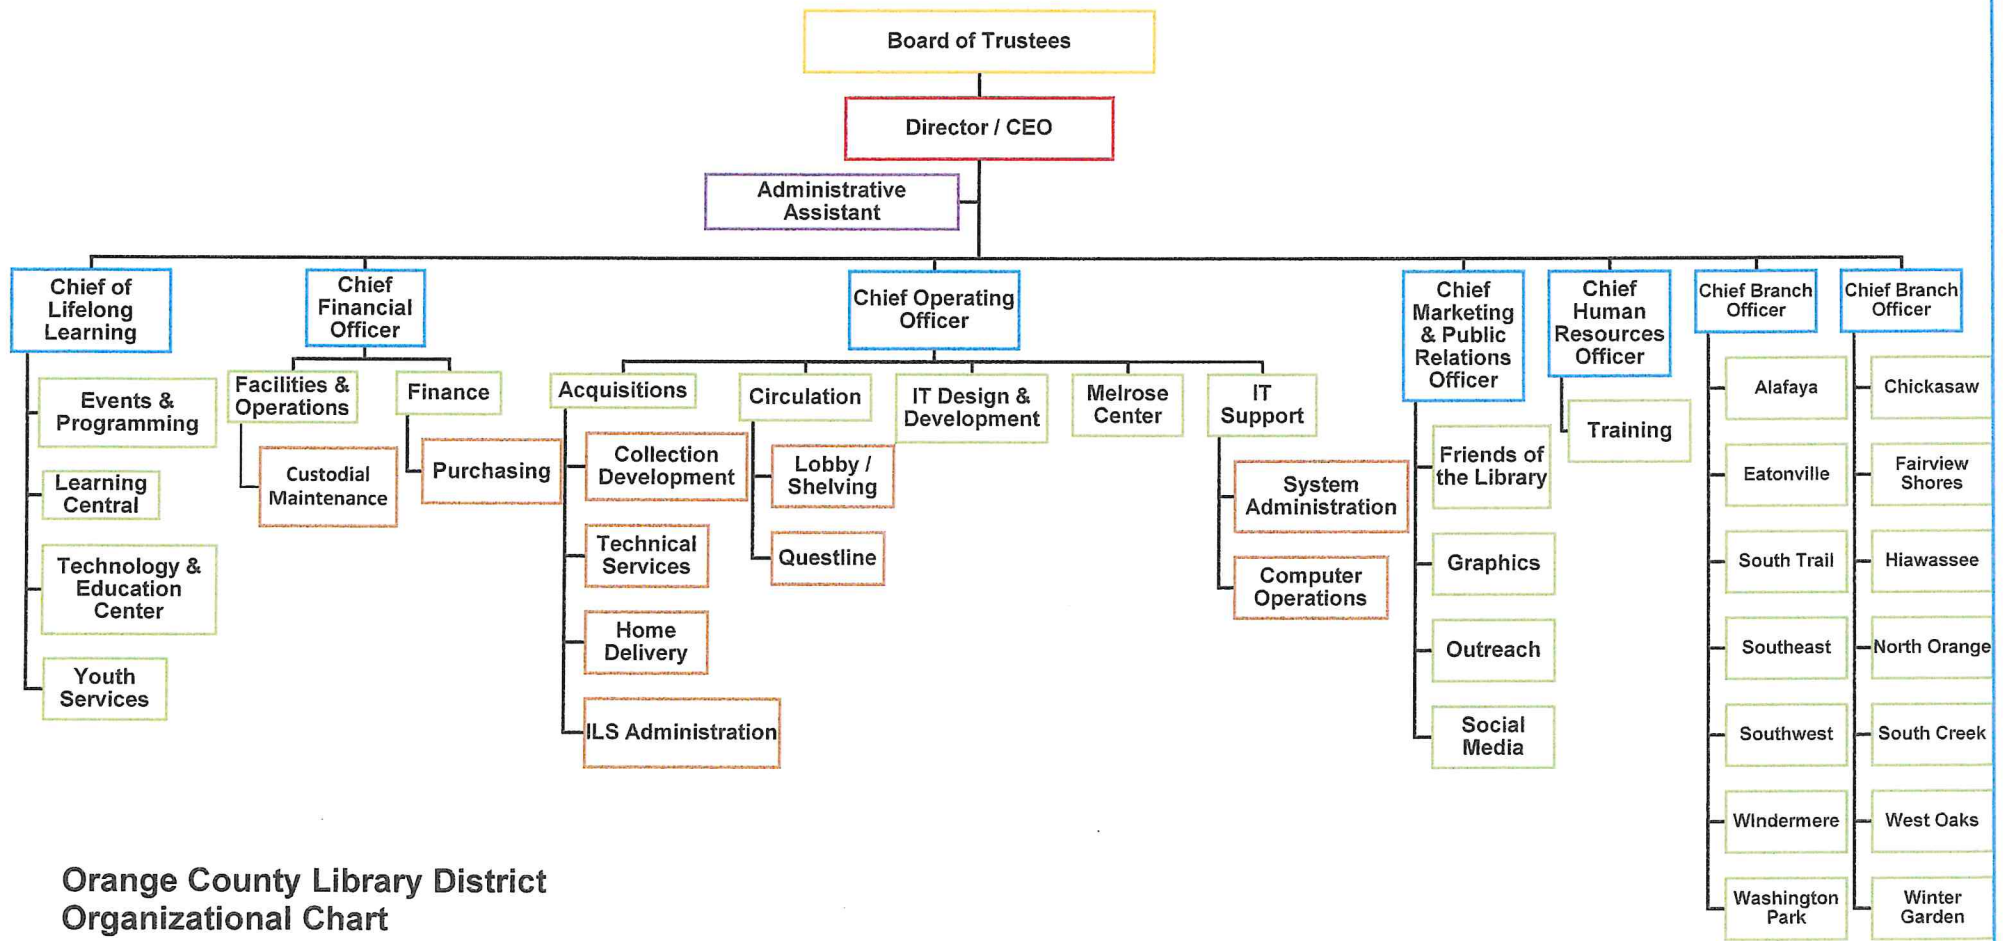 Board of Trustees
Director / CEO
Administrative
Assistant
Chief of
Lifelong
Learning
Events &
Programming
Learning
Central
Technology &
Education
Center
Youth
Services
Chief
Financial
Officer
Facilities &
Operations
Custodial
Maintenance
Finance
Purchasing
Chief Operating
Officer
Acquisitions
Collection
Development
Technical
Services
Home
Delivery
ILS Administration
Circulation
Lobby /
Shelving
Questline
IT Design &
Development
Melrose
Center
IT
Support
System
Administration
Computer
Operations
Chief
Marketing
& Public
Relations
Officer
Friends of
the Library
Graphics
Outreach
Social
Media
Chief
Human
Resources
Officer
Training
Chief Branch
Officer
Alafaya
Eatonville
South Trail
Southeast
Southwest
WIndermere
Washington
Park
Chief Branch
Officer
Chickasaw
Fairview
Shores
Hiawassee
North Orange
South Creek
West Oaks
Winter
Garden
Orange County Library District
Organizational Chart